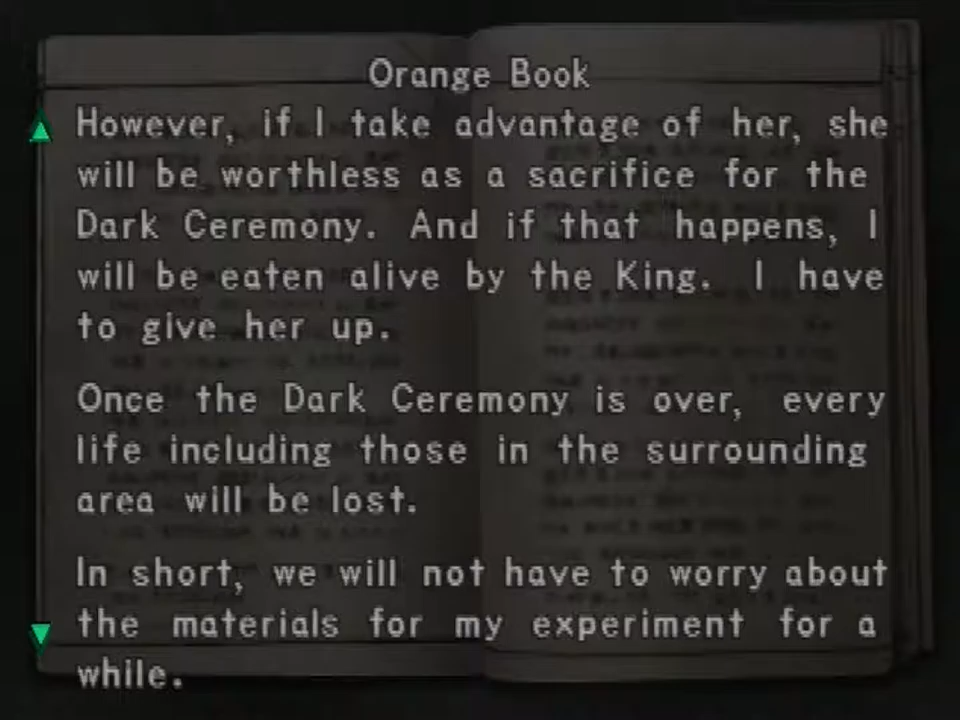 Orange Book
However, if I take advantage of her, she
will be worthless as a sacrifice for the
Dark Ceremony. And if that happens, I
will be eaten alive by the King. I have
to give her up.
Once the Dark Ceremony is over, every
life including those in the surrounding
area will be lost.
In short, we will not have to worry about
the materials for my experiment for a
while.